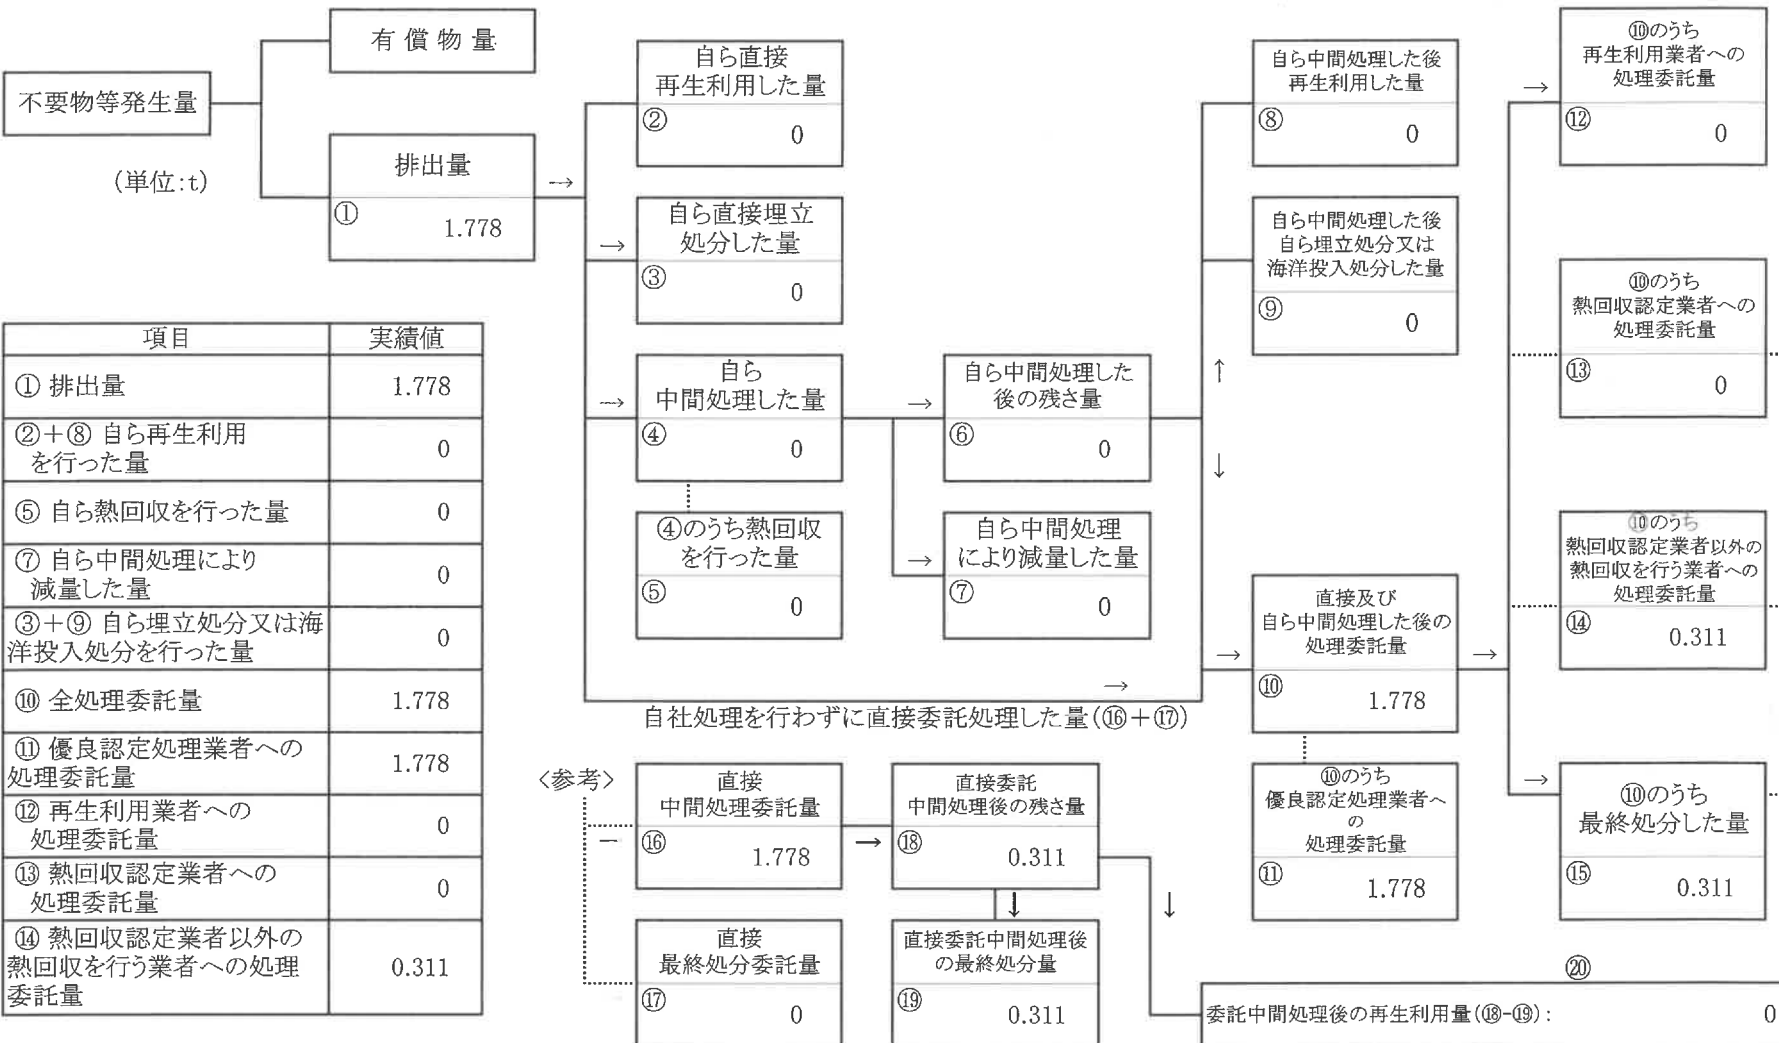 不要物等発生量
(単位:t)
有償物量
排出量
①
1.778
自ら直接
再生利用した量
②
0
自ら直接埋立
処分した量
③
0
自ら
中間処理した量
④
0
④のうち熱回収
を行った量
⑤
0
自ら中間処理した
後の残さ量
⑥
0
自ら中間処理
により減量した量
⑦
0
自ら中間処理した後
再生利用した量
⑧
0
自ら中間処理した後
自ら埋立処分又は
海洋投入処分した量
⑨
0
直接及び
自ら中間処理した後の
処理委託量
⑩
1.778
⑩のうち
優良認定処理業者へ
の
処理委託量
⑪
1.778
⑩のうち
再生利用業者への
処理委託量
⑫
0
⑩のうち
熱回収認定業者への
処理委託量
⑬
0
⑩のうち
熱回収認定業者以外の
熱回収を行う業者への
処理委託量
⑭
0.311
⑩のうち
最終処分した量
⑮
0.311
自社処理を行わずに直接委託処理した量(⑯+⑰)
〈参考〉
直接
中間処理委託量
⑯
1.778
直接
最終処分委託量
⑰
0
直接委託
中間処理後の残さ量
⑱
0.311
直接委託中間処理後
の最終処分量
⑲
0.311
⑳
委託中間処理後の再生利用量(⑱-⑲): 0
項目 実績値
① 排出量 1.778
②+⑧ 自ら再生利用
を行った量 0
⑤ 自ら熱回収を行った量 0
⑦ 自ら中間処理により
減量した量 0
③+⑨ 自ら埋立処分又は海
洋投入処分を行った量 0
⑩ 全処理委託量 1.778
⑪ 優良認定処理業者への
処理委託量 1.778
⑫ 再生利用業者への
処理委託量 0
⑬ 熱回収認定業者への
処理委託量 0
⑭ 熱回収認定業者以外の
熱回収を行う業者への処理
委託量 0.311